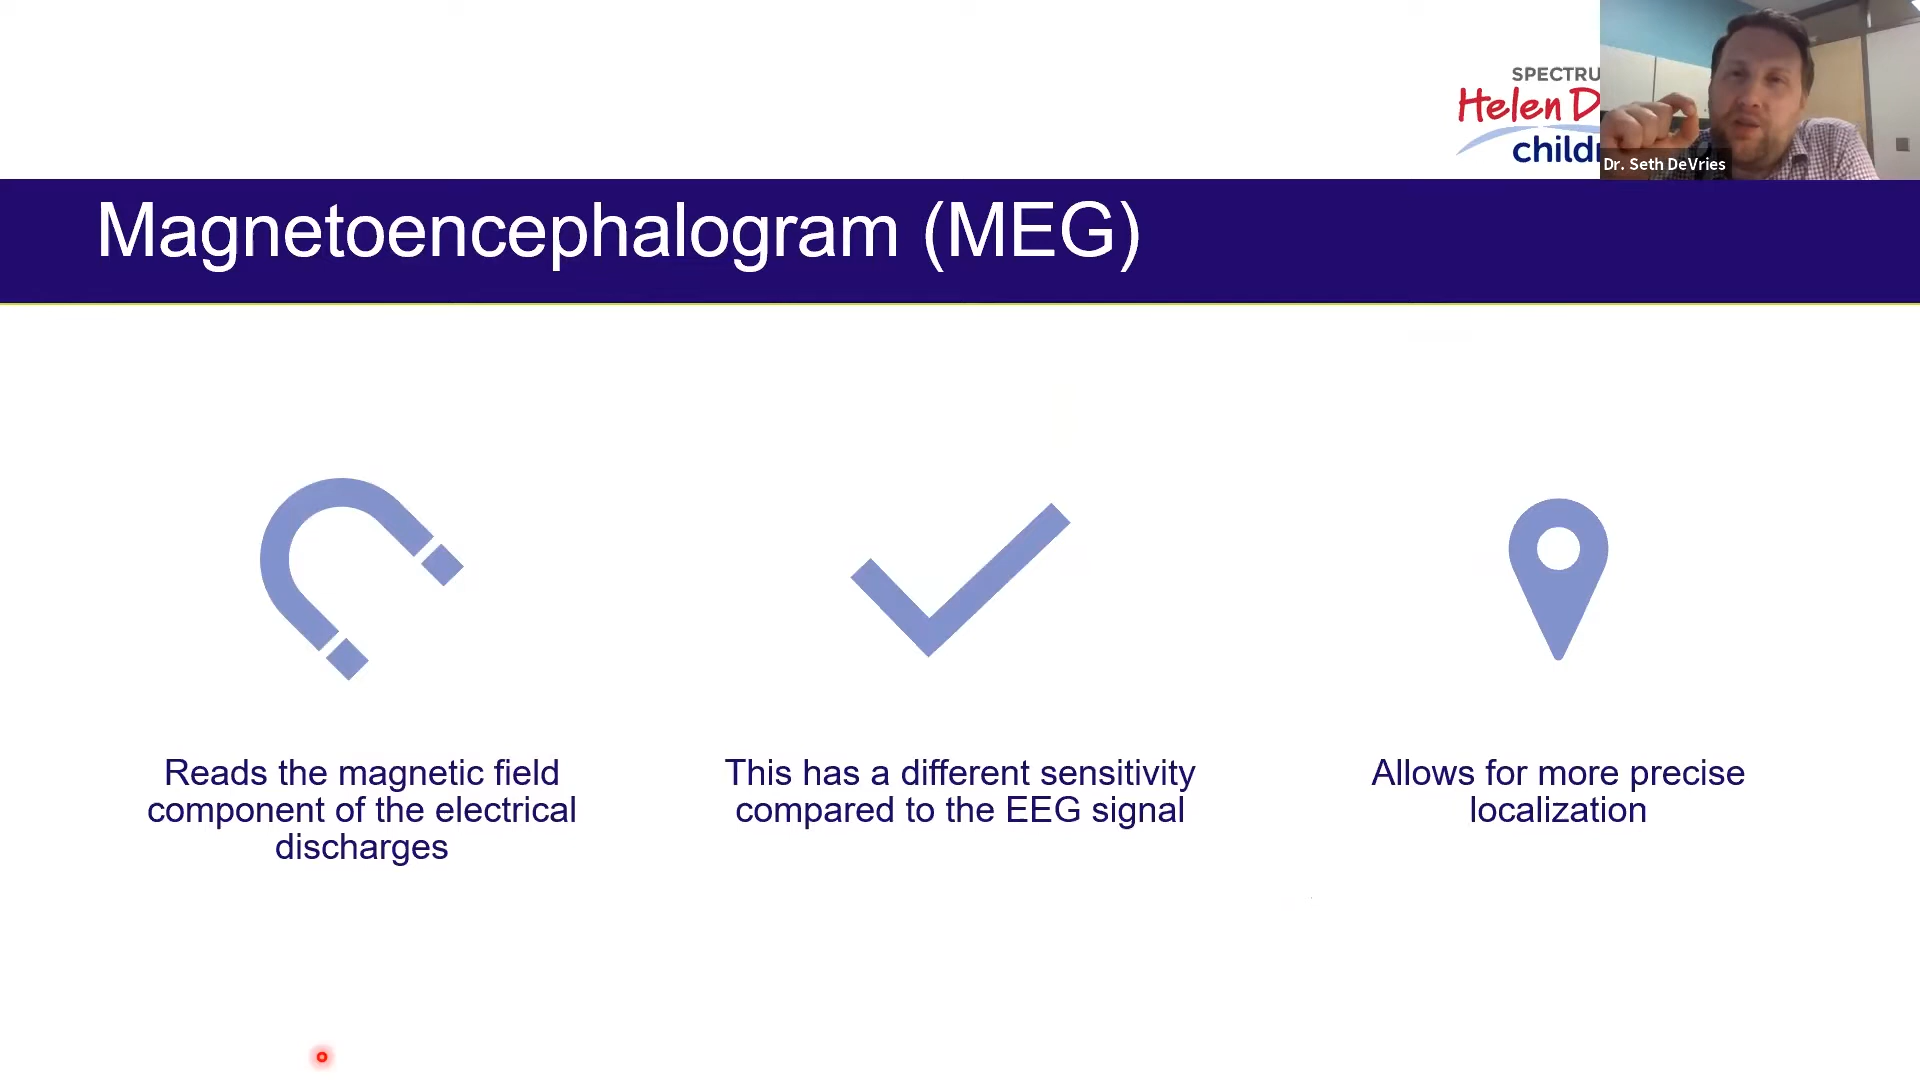 SPECTRU
Helen D
child
Dr. Seth DeVries
Magnetoencephalogram (MEG)
Reads the magnetic field
component of the electrical
discharges
This has a different sensitivity
compared to the EEG signal
Allows for more precise
localization